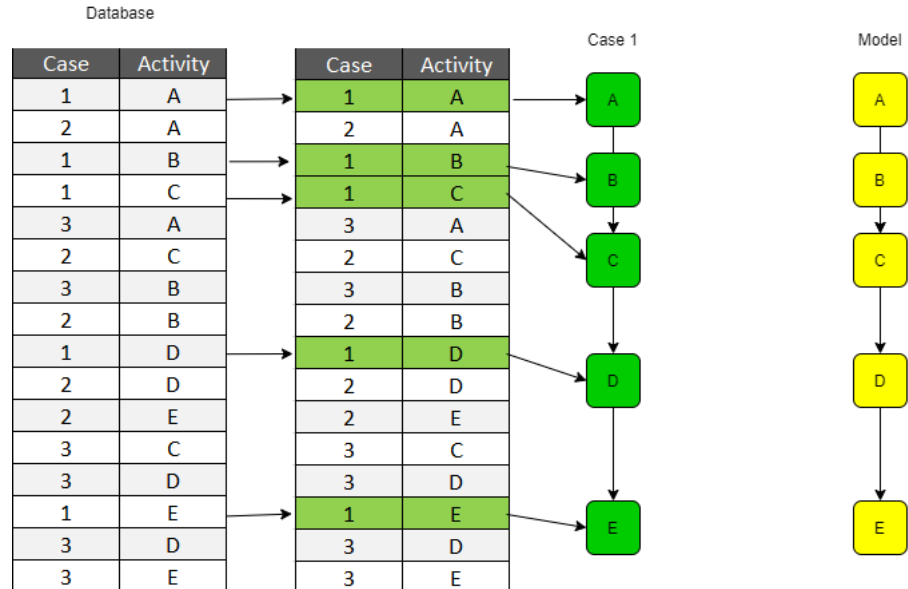 Database
Case 1
Model
Case Activity
1 A
2 A
1 B
1 C
3 A
2 C
3 B
2 B
1 D
2 D
2 E
3 C
3 D
1 E
3 D
3 E
Case Activity
1 A
2 A
1 B
1 C
3 A
2 C
3 B
2 B
1 D
2 D
2 E
3 C
3 D
1 E
3 D
3 E
A
B
C
D
E
A
B
C
D
E